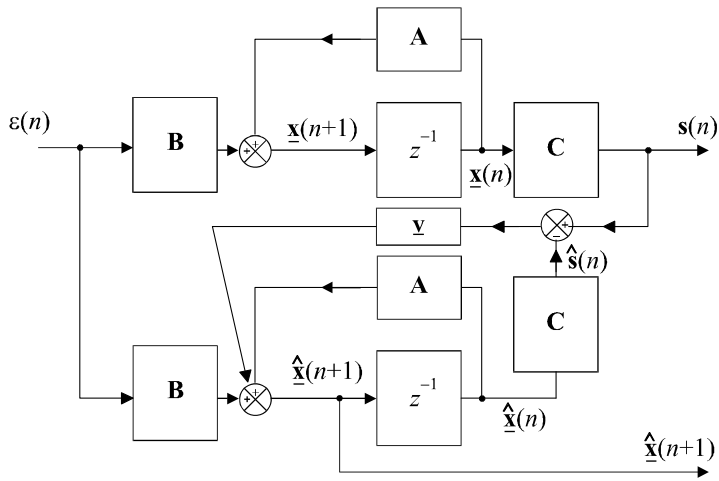 A
ε(n)
B
+
+
x(n+1)
z⁻¹
x(n)
C
s(n)
v
+
−
ŝ(n)
A
C
B
+
+
x̂(n+1)
z⁻¹
x̂(n)
x̂(n+1)